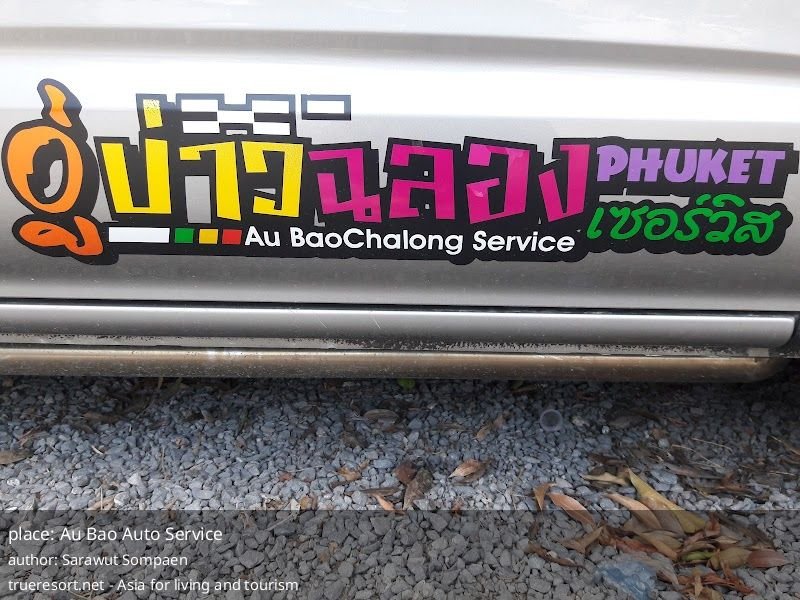 อู่บ่าวฉลอง PHUKET
Au BaoChalong Service เซอร์วิส
place: Au Bao Auto Service
author: Sarawut Sompaen
trueresort.net - Asia for living and tourism